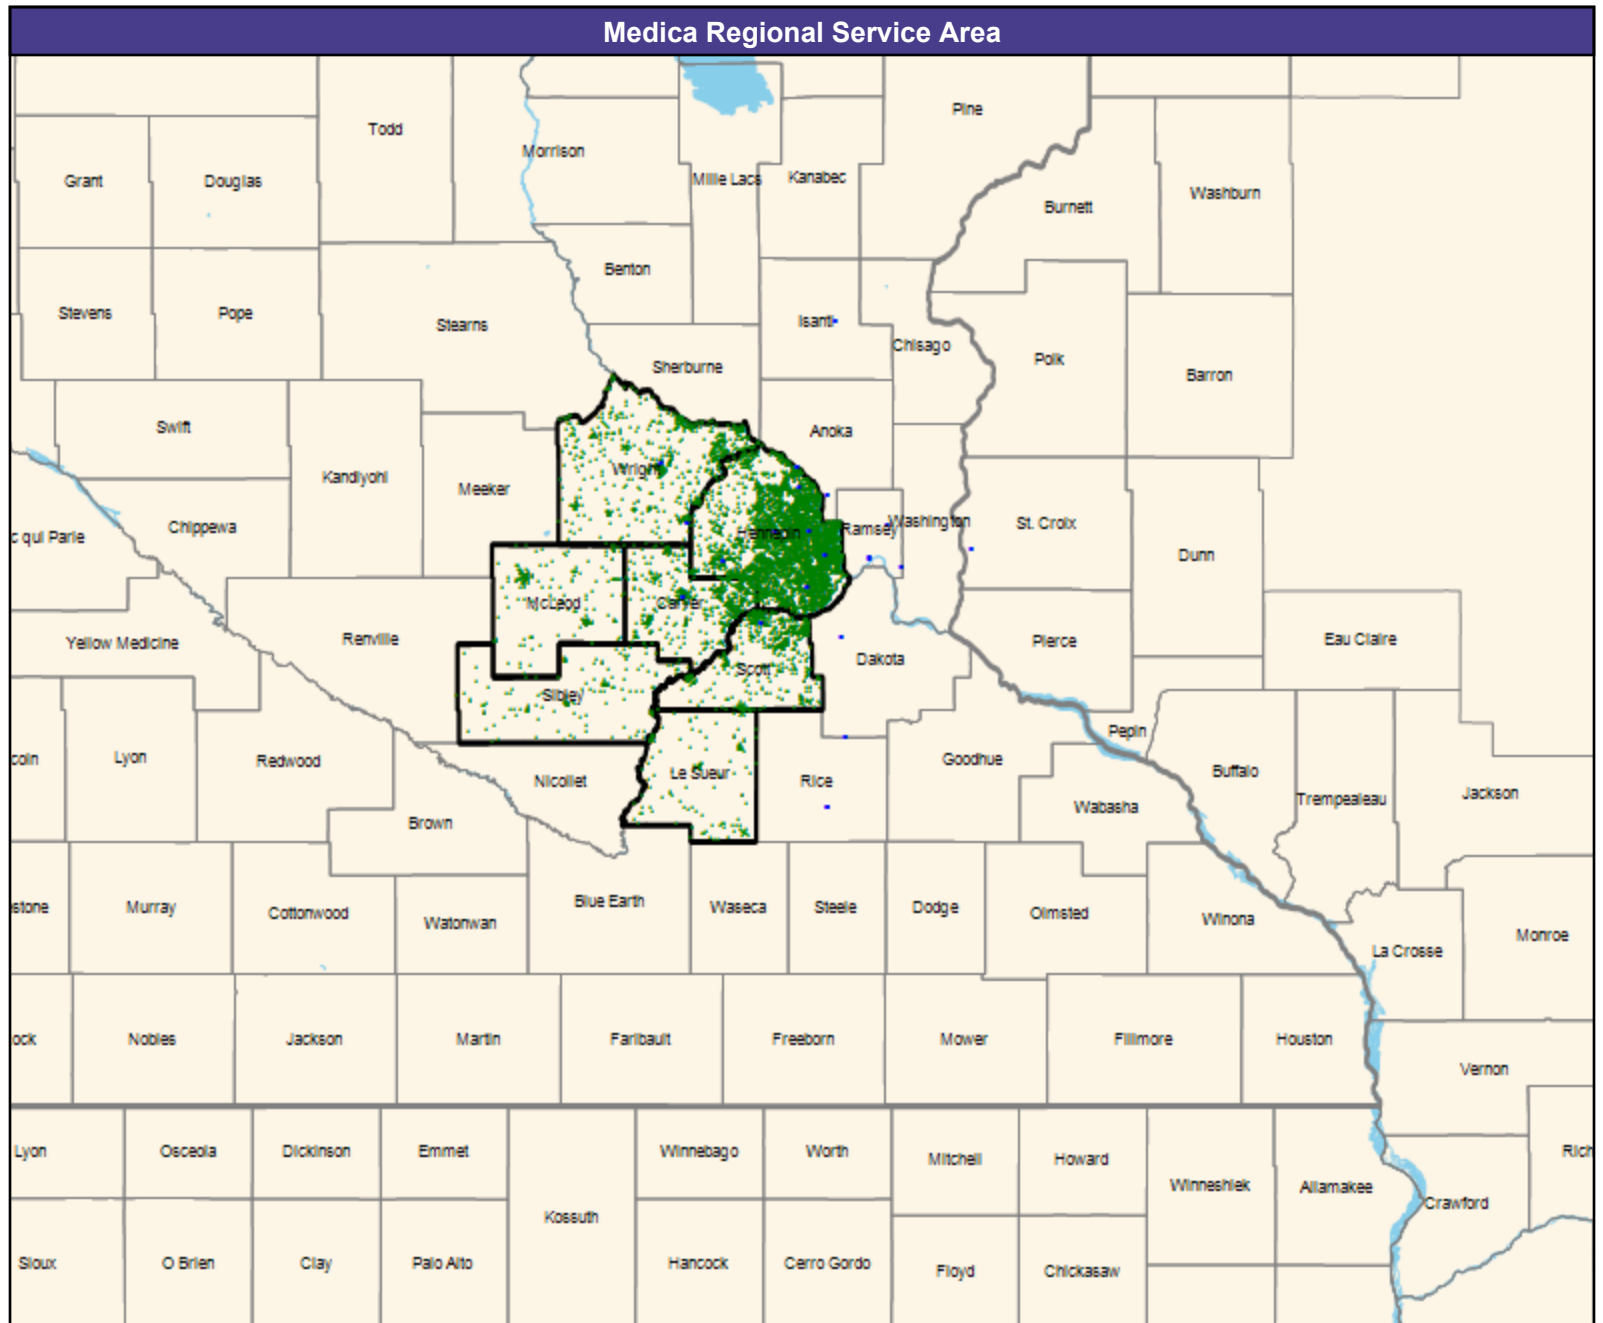 Medica Regional Service Area
Pine
Todd
Morrison
Mille Lacs
Kanabec
Grant
Douglas
Washburn
Burnett
Benton
Stevens
Pope
Stearns
Isanti
Chisago
Polk
Barron
Sherburne
Swift
Anoka
Wright
Kandiyohi
Meeker
Chippewa
c qui Parle
Hennepin
Ramsey
Washington
St. Croix
Dunn
McLeod
Carver
Yellow Medicine
Renville
Pierce
Eau Claire
Scott
Dakota
Sibley
Pepin
coln
Lyon
Redwood
Nicollet
Le Sueur
Rice
Goodhue
Buffalo
Trempealeau
Jackson
Wabasha
Brown
stone
Murray
Cottonwood
Watonwan
Blue Earth
Waseca
Steele
Dodge
Olmsted
Winona
La Crosse
Monroe
ock
Nobles
Jackson
Martin
Faribault
Freeborn
Mower
Fillmore
Houston
Vernon
Lyon
Osceola
Dickinson
Emmet
Winnebago
Worth
Mitchell
Howard
Rich
Winneshiek
Allamakee
Crawford
Kossuth
Sioux
O Brien
Clay
Palo Alto
Hancock
Cerro Gordo
Floyd
Chickasaw